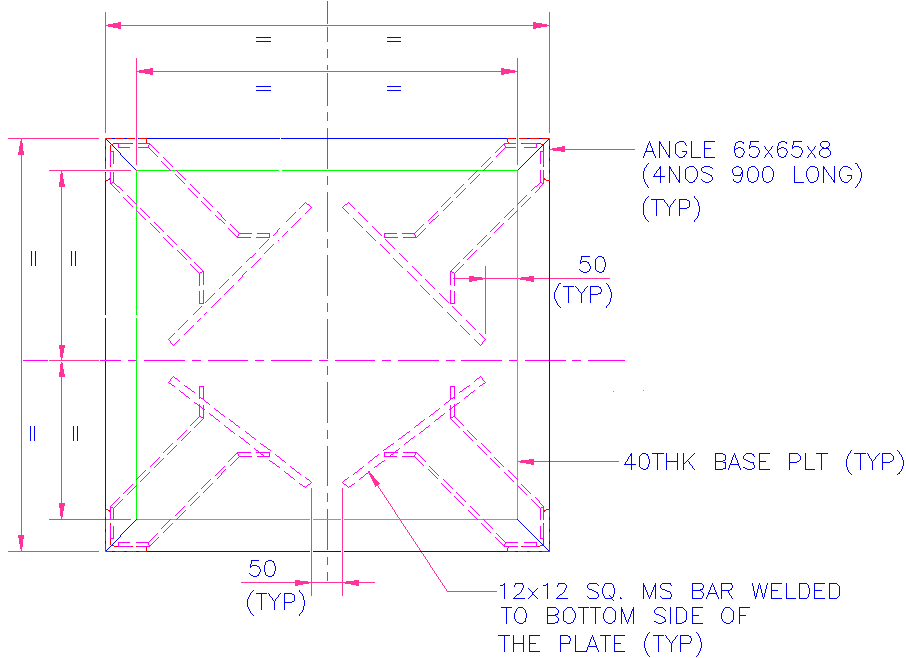 ANGLE 65x65x8
(4NOS 900 LONG)
(TYP)
50
(TYP)
40THK BASE PLT (TYP)
50
(TYP)
12x12 SQ. MS BAR WELDED
TO BOTTOM SIDE OF
THE PLATE (TYP)